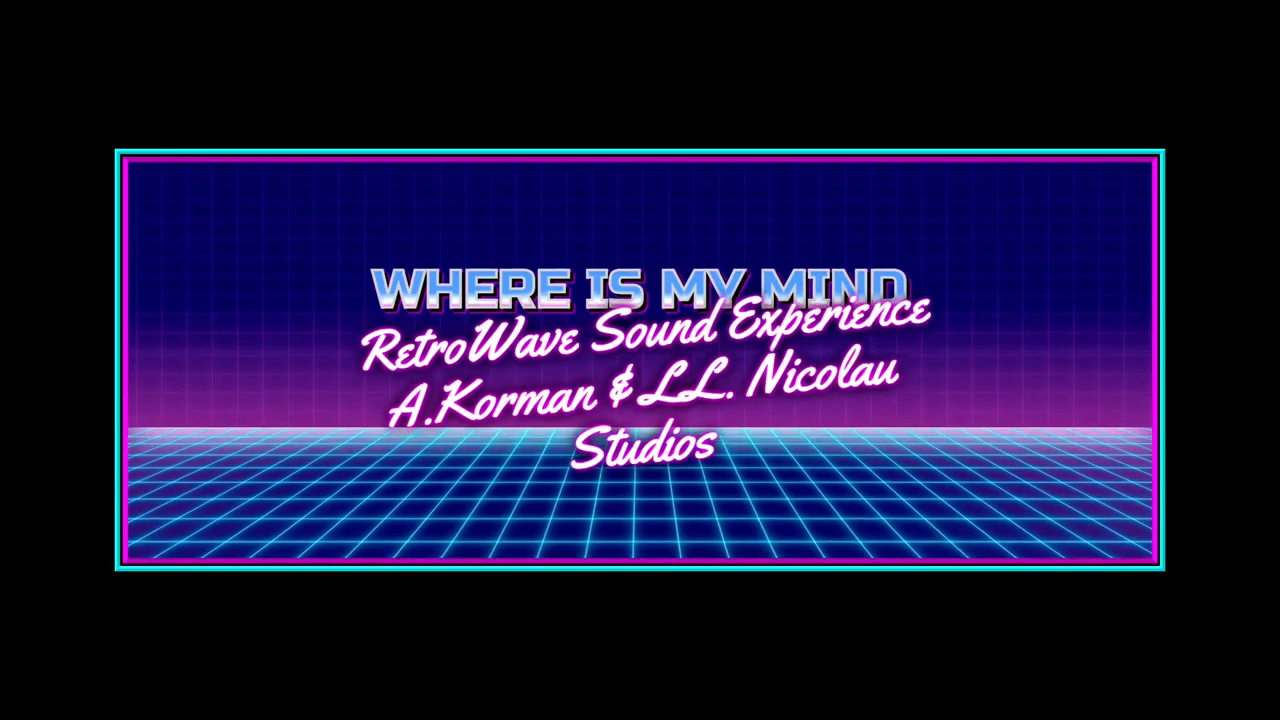 WHERE IS MY MIND
RetroWave Sound Experience
A.Korman & LL. Nicolau
Studios